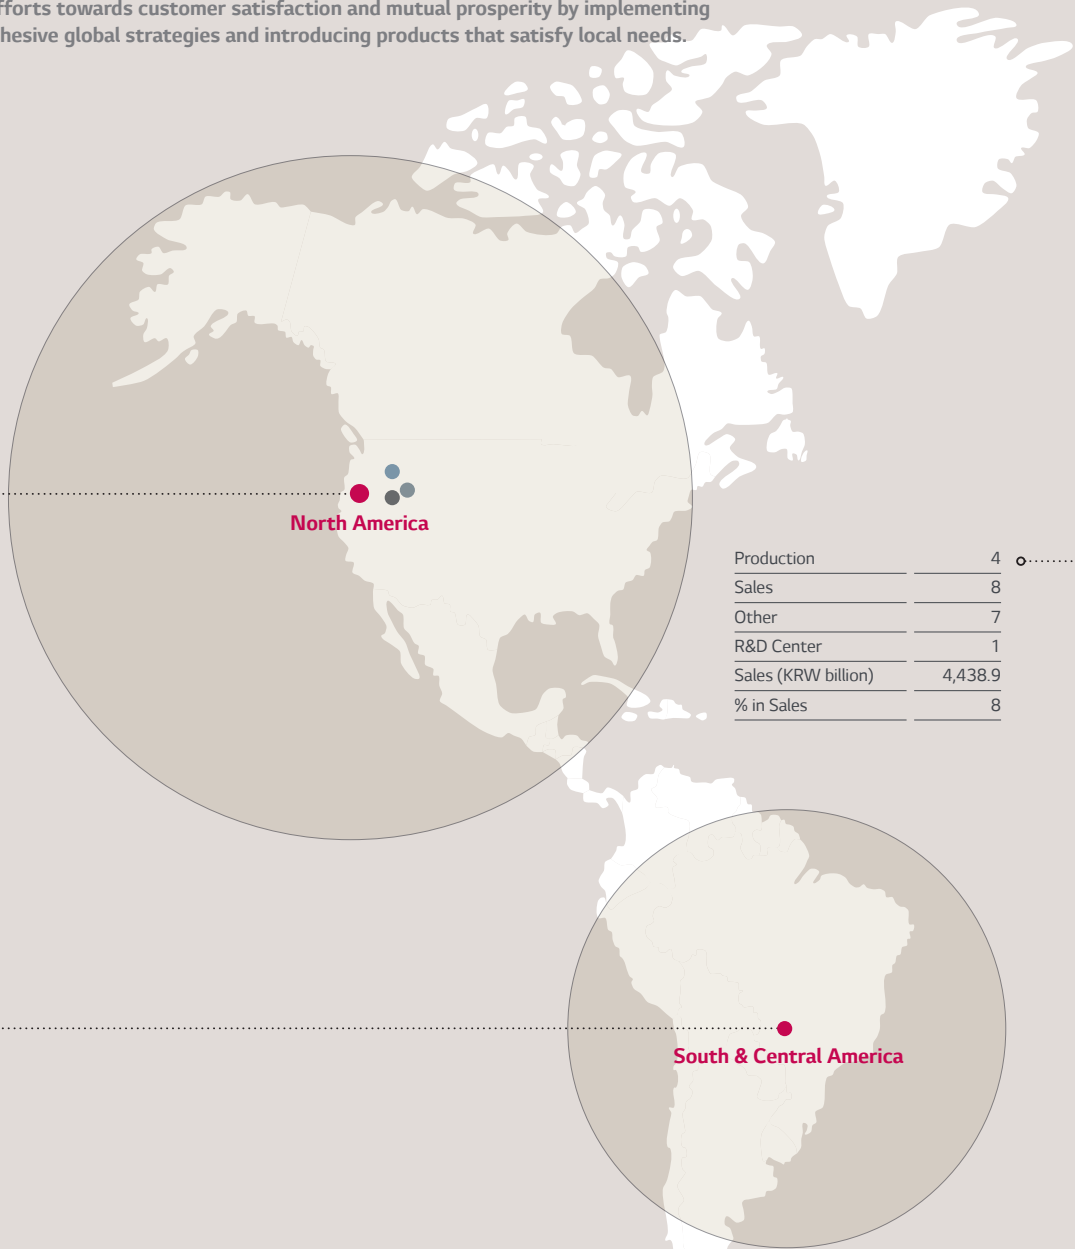 fforts towards customer satisfaction and mutual prosperity by implementing
hesive global strategies and introducing products that satisfy local needs.
North America
Production 4
Sales 8
Other 7
R&D Center 1
Sales (KRW billion) 4,438.9
% in Sales 8
South & Central America